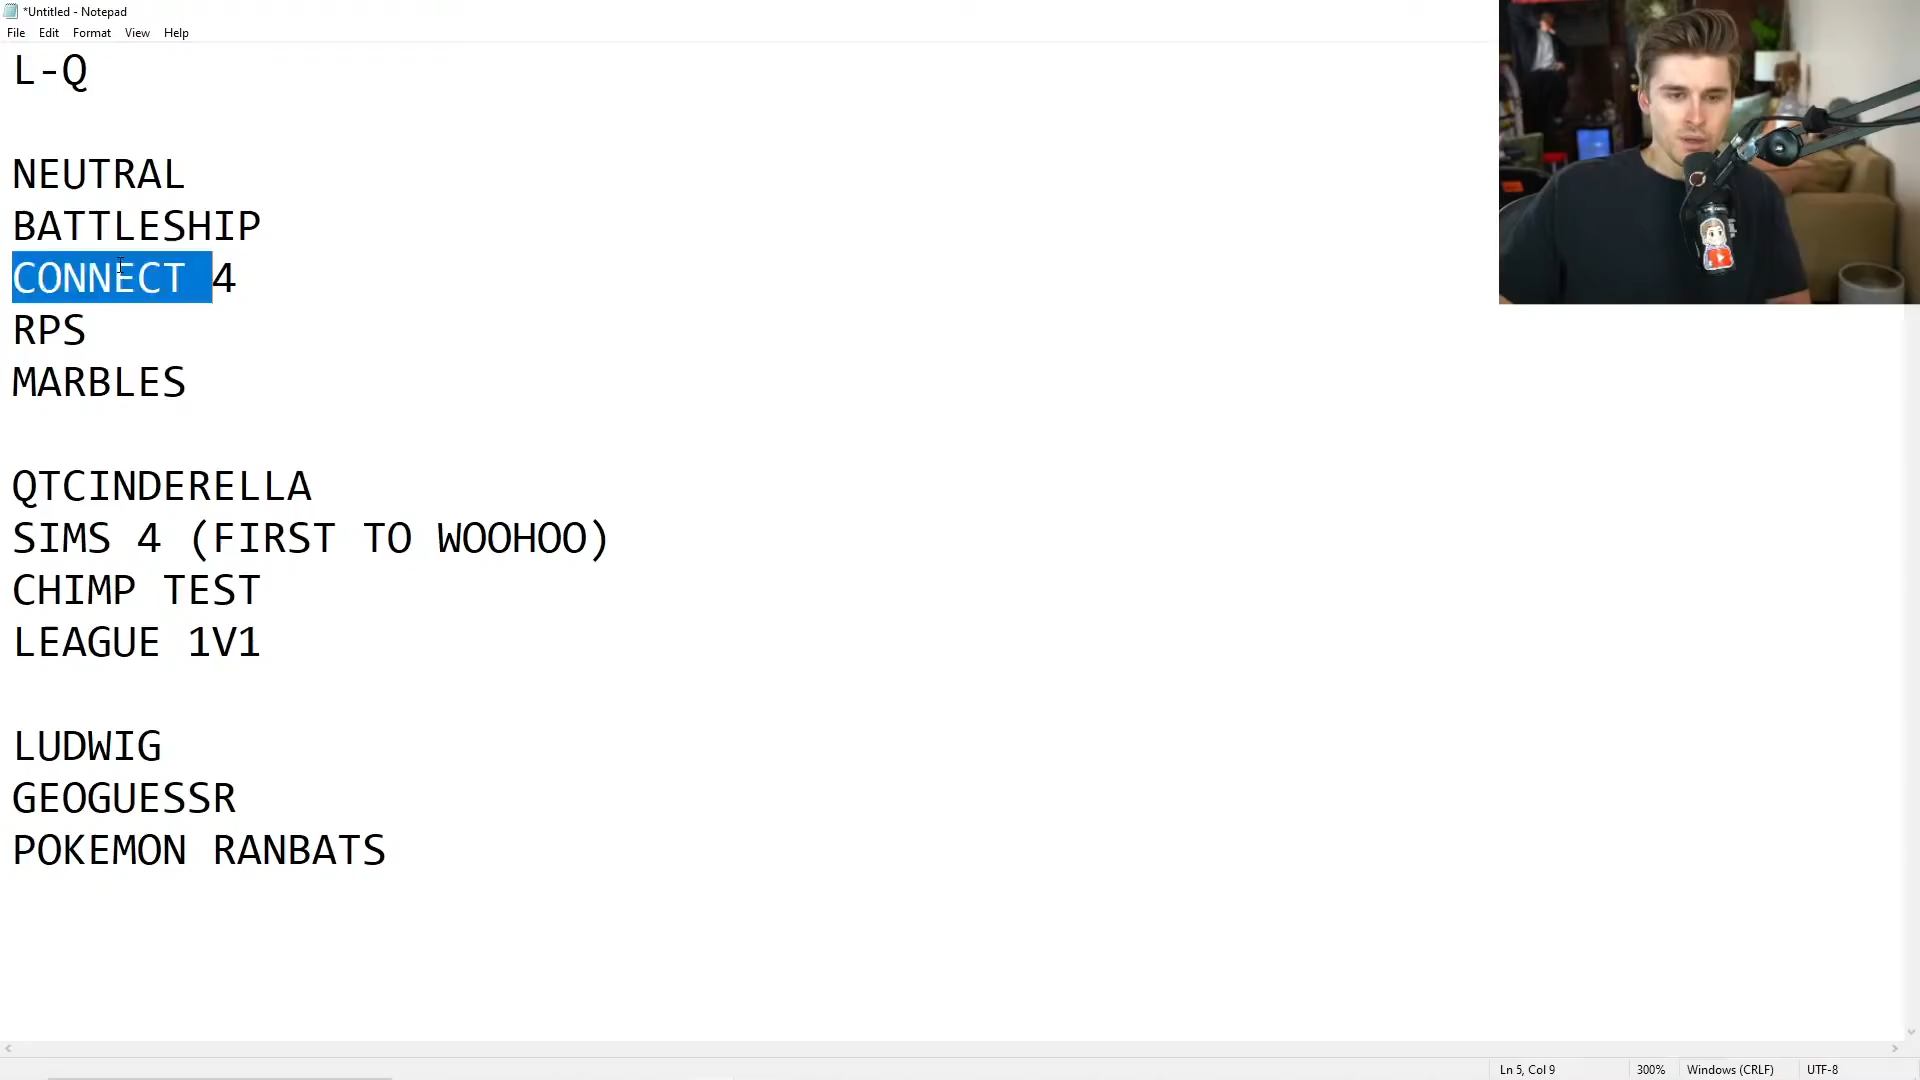 *Untitled - Notepad
File Edit Format View Help
L-Q
NEUTRAL
BATTLESHIP
CONNECT 4
RPS
MARBLES
QTCINDERELLA
SIMS 4 (FIRST TO WOOHOO)
CHIMP TEST
LEAGUE 1V1
LUDWIG
GEOGUESSR
POKEMON RANBATS
Ln 5, Col 9 300% Windows (CRLF) UTF-8